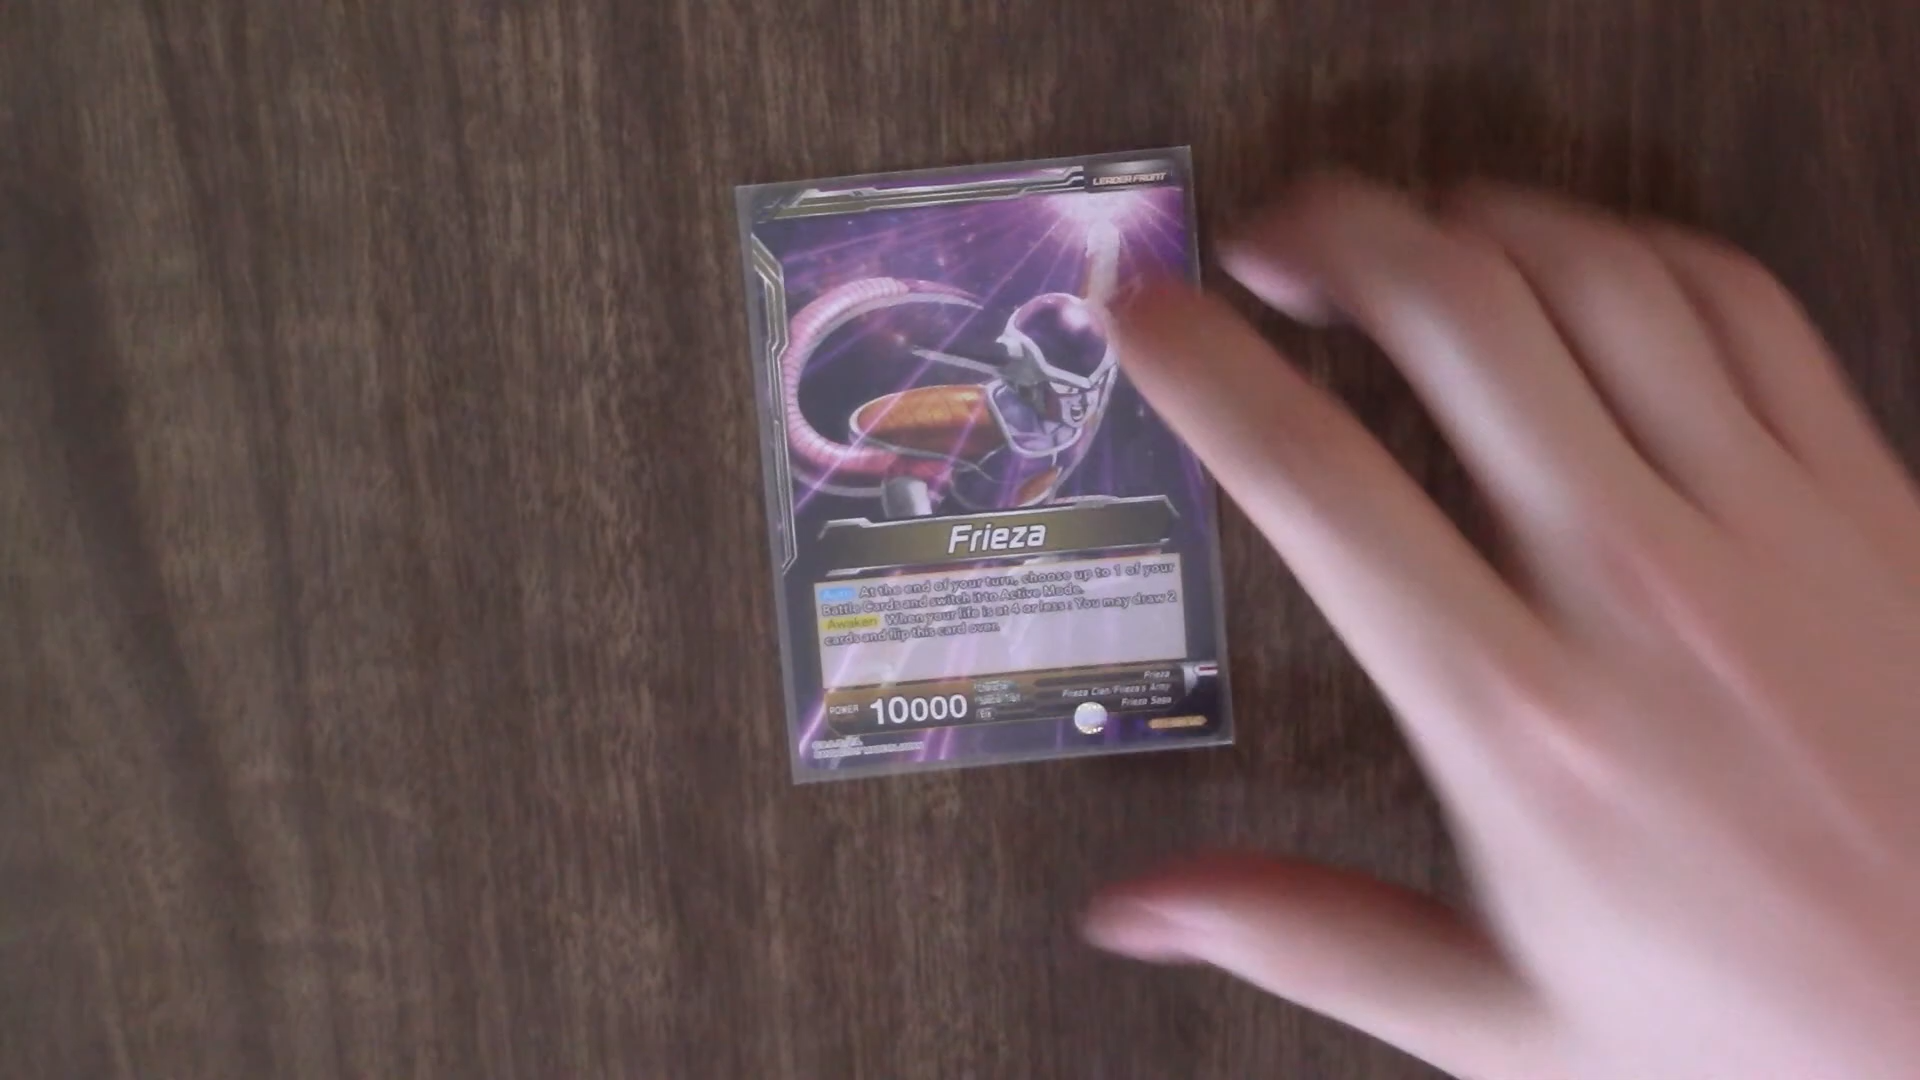 LEADER FRONT
Frieza
Auto At the end of your turn, choose up to 1 of your
Battle Cards and switch it to Active Mode.
Awaken When your life is at 4 or less: You may draw 2
cards and flip this card over.
POWER 10000
Frieza
Frieza Clan/Frieza's Army
Frieza Saga